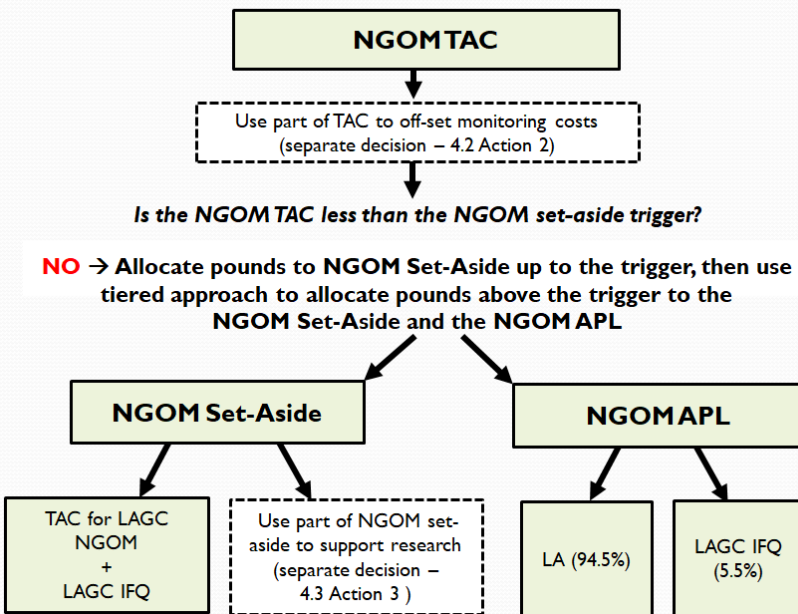 NGOM TAC
Use part of TAC to off-set monitoring costs
(separate decision – 4.2 Action 2)
Is the NGOM TAC less than the NGOM set-aside trigger?
NO → Allocate pounds to NGOM Set-Aside up to the trigger, then use
tiered approach to allocate pounds above the trigger to the
NGOM Set-Aside and the NGOM APL
NGOM Set-Aside
NGOM APL
TAC for LAGC
NGOM
+
LAGC IFQ
Use part of NGOM set-
aside to support research
(separate decision –
4.3 Action 3 )
LA (94.5%)
LAGC IFQ
(5.5%)